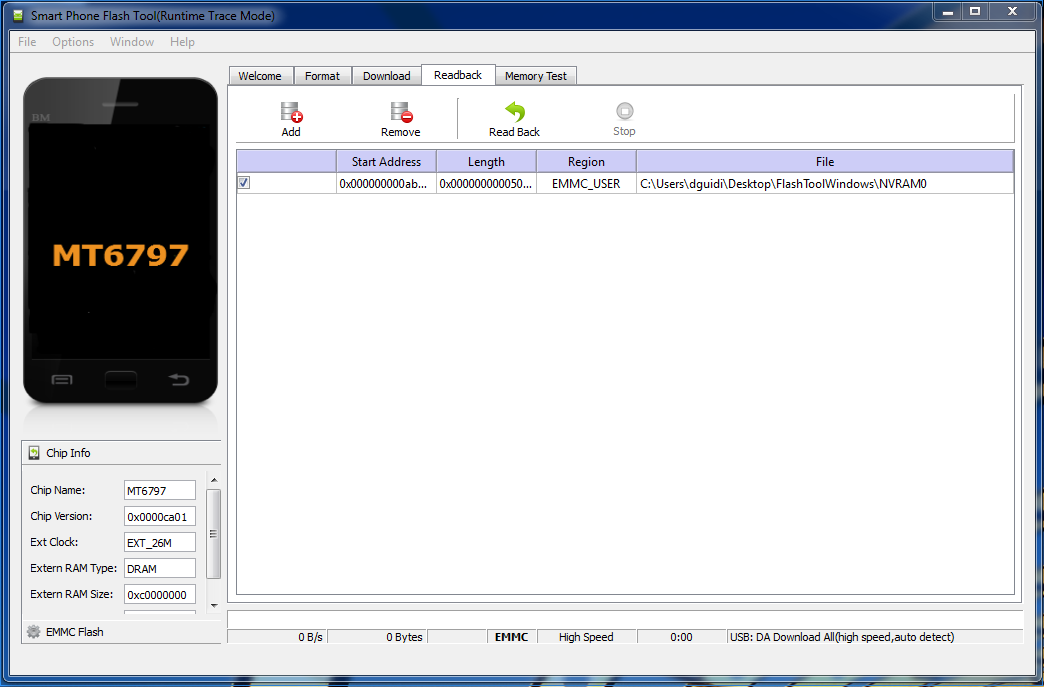 Smart Phone Flash Tool(Runtime Trace Mode)
File Options Window Help
Welcome Format Download Readback Memory Test
BM
Add Remove Read Back Stop
Start Address Length Region File
0x000000000ab... 0x000000000050... EMMC_USER C:\Users\dguidi\Desktop\FlashToolWindows\NVRAM0
MT6797
Chip Info
Chip Name: MT6797
Chip Version: 0x0000ca01
Ext Clock: EXT_26M
Extern RAM Type: DRAM
Extern RAM Size: 0xc0000000
EMMC Flash
0 B/s 0 Bytes EMMC High Speed 0:00 USB: DA Download All(high speed,auto detect)